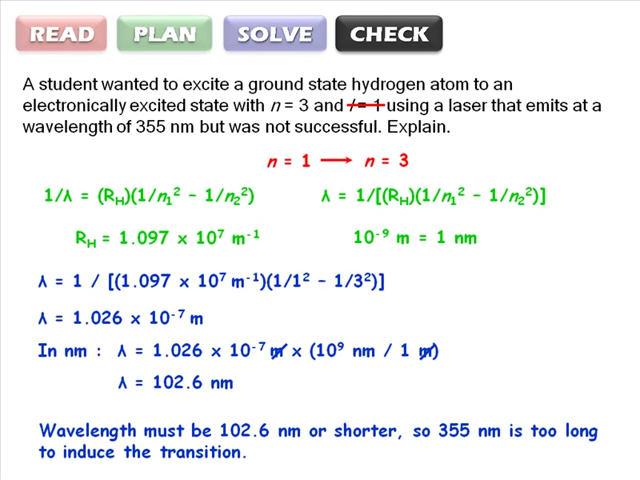 READ PLAN SOLVE CHECK
A student wanted to excite a ground state hydrogen atom to an
electronically excited state with n = 3 and l = 1 using a laser that emits at a
wavelength of 355 nm but was not successful. Explain.
n = 1 → n = 3
1/λ = (R_H)(1/n₁² – 1/n₂²) λ = 1/[(R_H)(1/n₁² – 1/n₂²)]
R_H = 1.097 x 10⁷ m⁻¹ 10⁻⁹ m = 1 nm
λ = 1 / [(1.097 x 10⁷ m⁻¹)(1/1² – 1/3²)]
λ = 1.026 x 10⁻⁷ m
In nm : λ = 1.026 x 10⁻⁷ m x (10⁹ nm / 1 m)
λ = 102.6 nm
Wavelength must be 102.6 nm or shorter, so 355 nm is too long
to induce the transition.